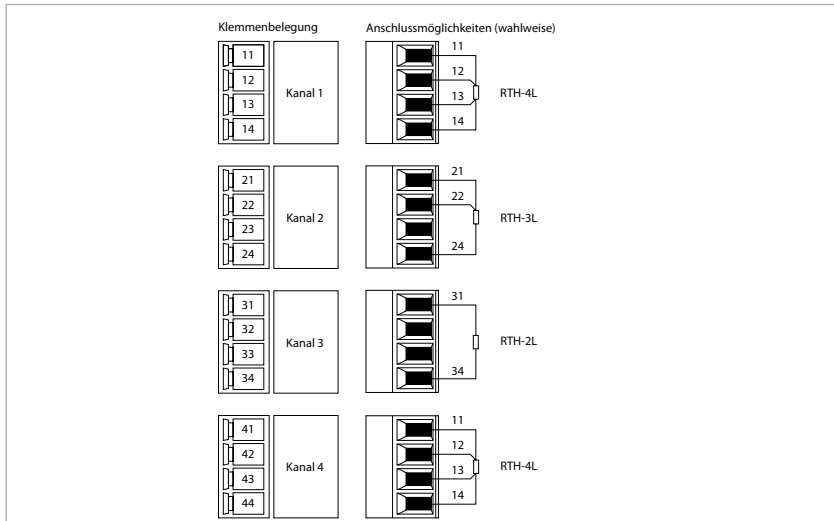 Klemmenbelegung
Anschlussmöglichkeiten (wahlweise)
11
12
13
14
Kanal 1
11
12
13
14
RTH-4L
21
22
23
24
Kanal 2
21
22
24
RTH-3L
31
32
33
34
Kanal 3
31
34
RTH-2L
41
42
43
44
Kanal 4
11
12
13
14
RTH-4L